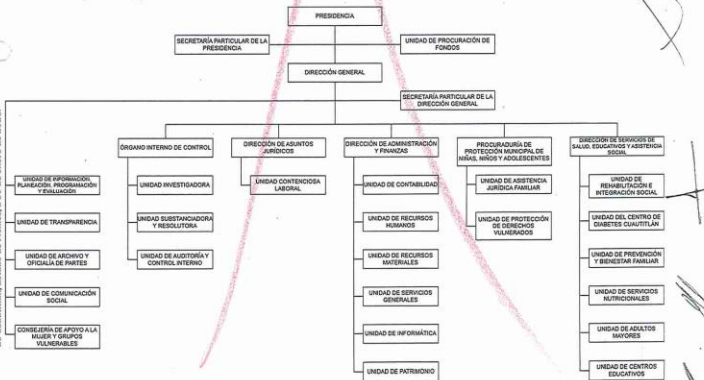 PRESIDENCIA
SECRETARÍA PARTICULAR DE LA
PRESIDENCIA
UNIDAD DE PROCURACIÓN DE
FONDOS
DIRECCIÓN GENERAL
SECRETARÍA PARTICULAR DE LA
DIRECCIÓN GENERAL
ÓRGANO INTERNO DE CONTROL
DIRECCIÓN DE ASUNTOS
JURÍDICOS
DIRECCIÓN DE ADMINISTRACIÓN
Y FINANZAS
PROCURADURÍA DE
PROTECCIÓN MUNICIPAL DE
NIÑAS, NIÑOS Y ADOLESCENTES
DIRECCIÓN DE SERVICIOS DE
SALUD, EDUCATIVOS Y ASISTENCIA
SOCIAL
UNIDAD DE INFORMACIÓN,
PLANEACIÓN, PROGRAMACIÓN
Y EVALUACIÓN
UNIDAD DE TRANSPARENCIA
UNIDAD DE ARCHIVO Y
OFICIALÍA DE PARTES
UNIDAD DE COMUNICACIÓN
SOCIAL
CONSEJERÍA DE APOYO A LA
MUJER Y GRUPOS
VULNERABLES
UNIDAD INVESTIGADORA
UNIDAD SUBSTANCIADORA
Y RESOLUTORA
UNIDAD DE AUDITORÍA Y
CONTROL INTERNO
UNIDAD CONTENCIOSA
LABORAL
UNIDAD DE CONTABILIDAD
UNIDAD DE RECURSOS
HUMANOS
UNIDAD DE RECURSOS
MATERIALES
UNIDAD DE SERVICIOS
GENERALES
UNIDAD DE INFORMÁTICA
UNIDAD DE PATRIMONIO
UNIDAD DE ASISTENCIA
JURÍDICA FAMILIAR
UNIDAD DE PROTECCIÓN
DE DERECHOS
VULNERADOS
UNIDAD DE
REHABILITACIÓN E
INTEGRACIÓN SOCIAL
UNIDAD DEL CENTRO DE
DIABETES CUAUTITLÁN
UNIDAD DE PREVENCIÓN
Y BIENESTAR FAMILIAR
UNIDAD DE SERVICIOS
NUTRICIONALES
UNIDAD DE ADULTOS
MAYORES
UNIDAD DE CENTROS
EDUCATIVOS